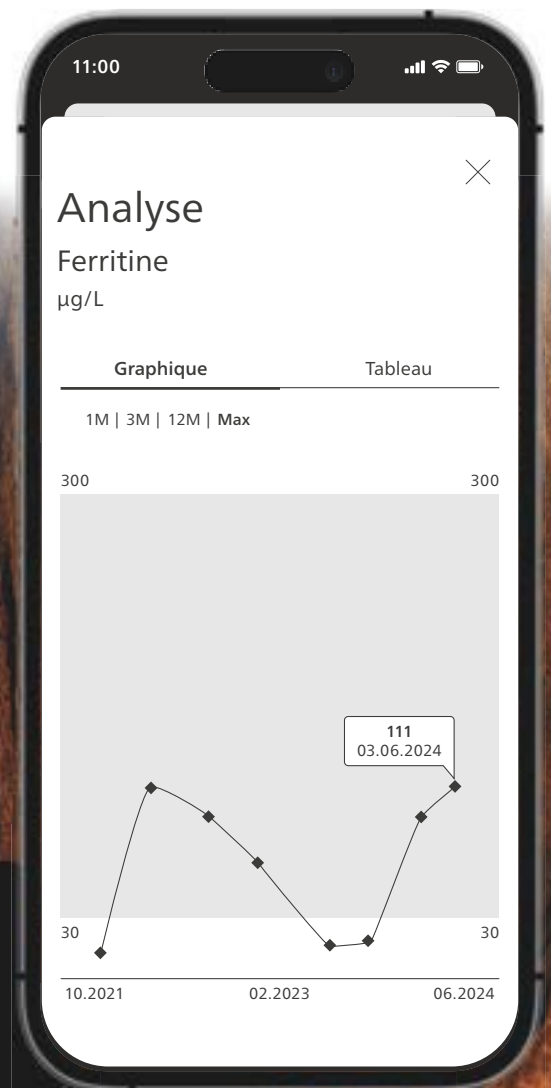 11:00
Analyse
Ferritine
µg/L
Graphique Tableau
1M | 3M | 12M | Max
300 300
111
03.06.2024
30 30
10.2021 02.2023 06.2024